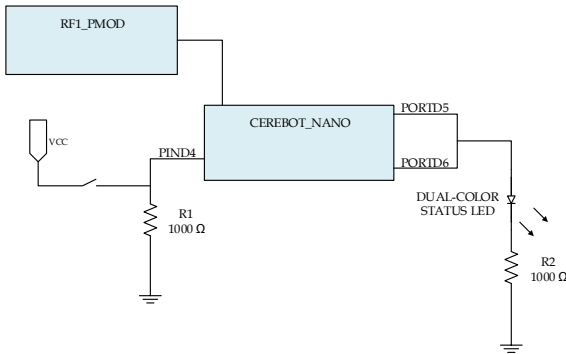 RF1_PMOD
CEREBOT_NANO
PORTD5
VCC
PIND4
PORTD6
R1
1000 Ω
DUAL-COLOR
STATUS LED
R2
1000 Ω